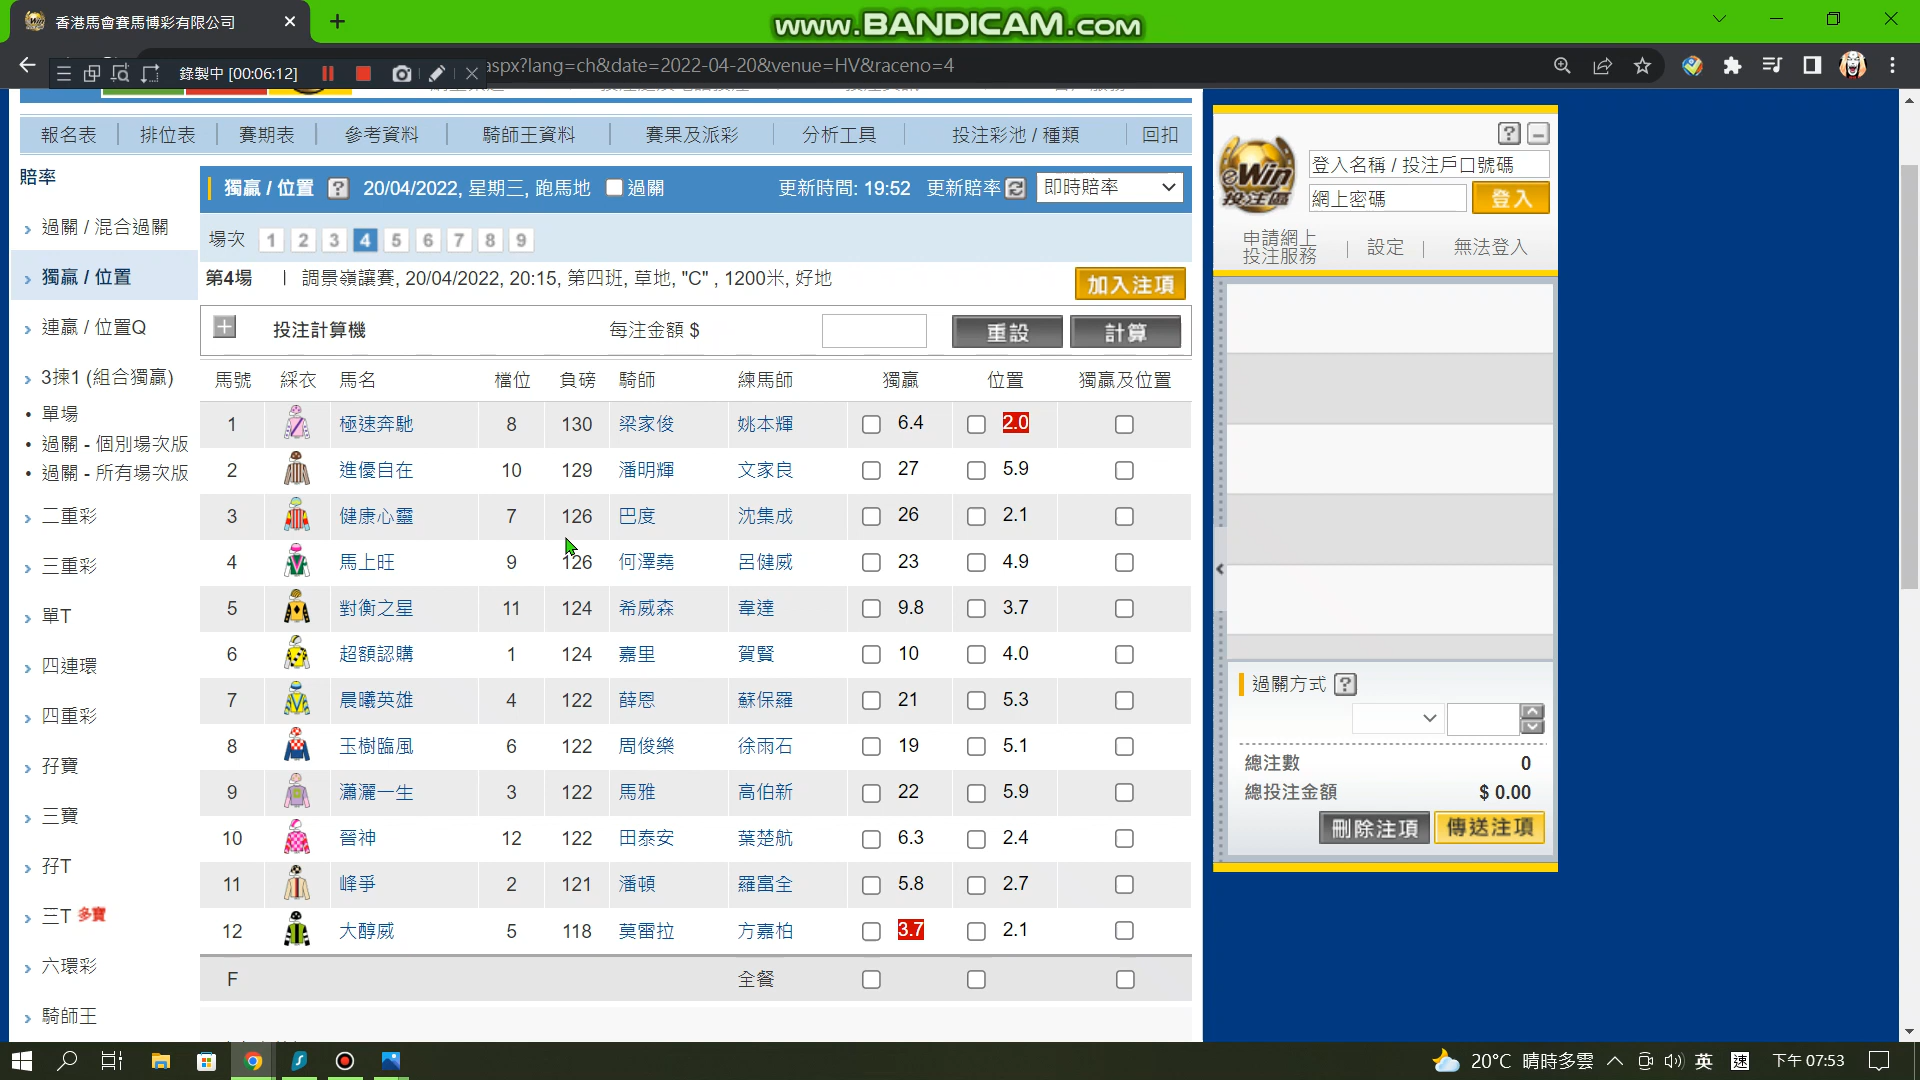 香港馬會賽馬博彩有限公司
www.BANDICAM.com
錄製中 [00:06:12]
aspx?lang=ch&date=2022-04-20&venue=HV&raceno=4
報名表 排位表 賽期表 參考資料 騎師王資料 賽果及派彩 分析工具 投注彩池 / 種類 回扣
賠率
過關 / 混合過關
獨贏 / 位置
連贏 / 位置Q
3揀1 (組合獨贏)
• 單場
• 過關 - 個別場次版
• 過關 - 所有場次版
二重彩
三重彩
單T
四連環
四重彩
孖寶
三寶
孖T
三T 多寶
六環彩
騎師王
獨贏 / 位置 ? 20/04/2022, 星期三, 跑馬地 過關 更新時間: 19:52 更新賠率 即時賠率
場次 1 2 3 4 5 6 7 8 9
第4場 | 調景嶺讓賽, 20/04/2022, 20:15, 第四班, 草地, "C" , 1200米, 好地 加入注項
投注計算機 每注金額 $ 重設 計算
馬號 綵衣 馬名 檔位 負磅 騎師 練馬師 獨贏 位置 獨贏及位置
1 極速奔馳 8 130 梁家俊 姚本輝 6.4 2.0
2 進優自在 10 129 潘明輝 文家良 27 5.9
3 健康心靈 7 126 巴度 沈集成 26 2.1
4 馬上旺 9 126 何澤堯 呂健威 23 4.9
5 對衡之星 11 124 希威森 韋達 9.8 3.7
6 超額認購 1 124 嘉里 賀賢 10 4.0
7 晨曦英雄 4 122 薛恩 蘇保羅 21 5.3
8 玉樹臨風 6 122 周俊樂 徐雨石 19 5.1
9 瀟灑一生 3 122 馬雅 高伯新 22 5.9
10 晉神 12 122 田泰安 葉楚航 6.3 2.4
11 峰爭 2 121 潘頓 羅富全 5.8 2.7
12 大醇威 5 118 莫雷拉 方嘉柏 3.7 2.1
F 全餐
eWin
投注區
?
登入名稱 / 投注戶口號碼
網上密碼 登入
申請網上
投注服務 | 設定 | 無法登入
過關方式 ?
總注數 0
總投注金額 $ 0.00
刪除注項 傳送注項
20°C 晴時多雲 英 速 下午 07:53